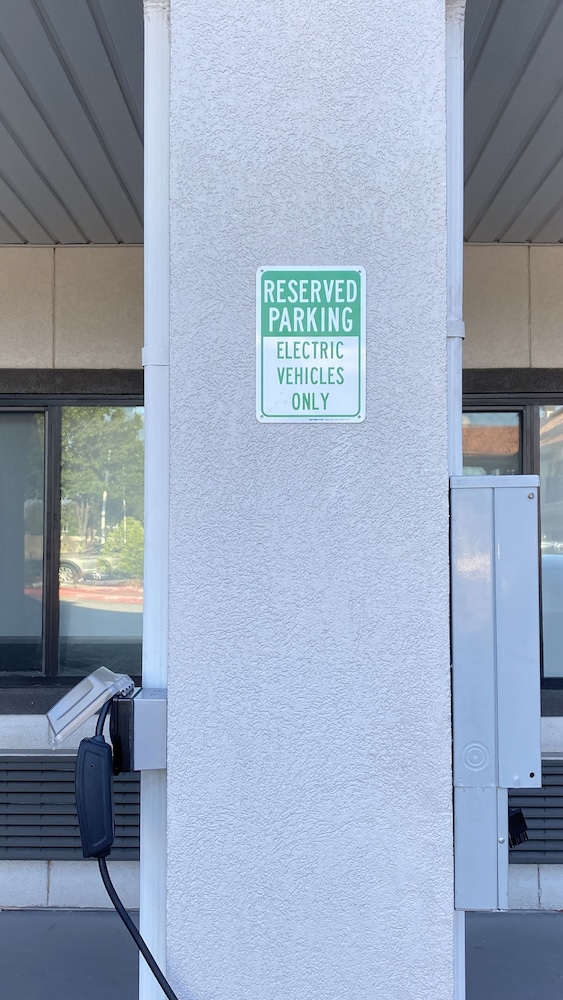 RESERVED
PARKING
ELECTRIC
VEHICLES
ONLY